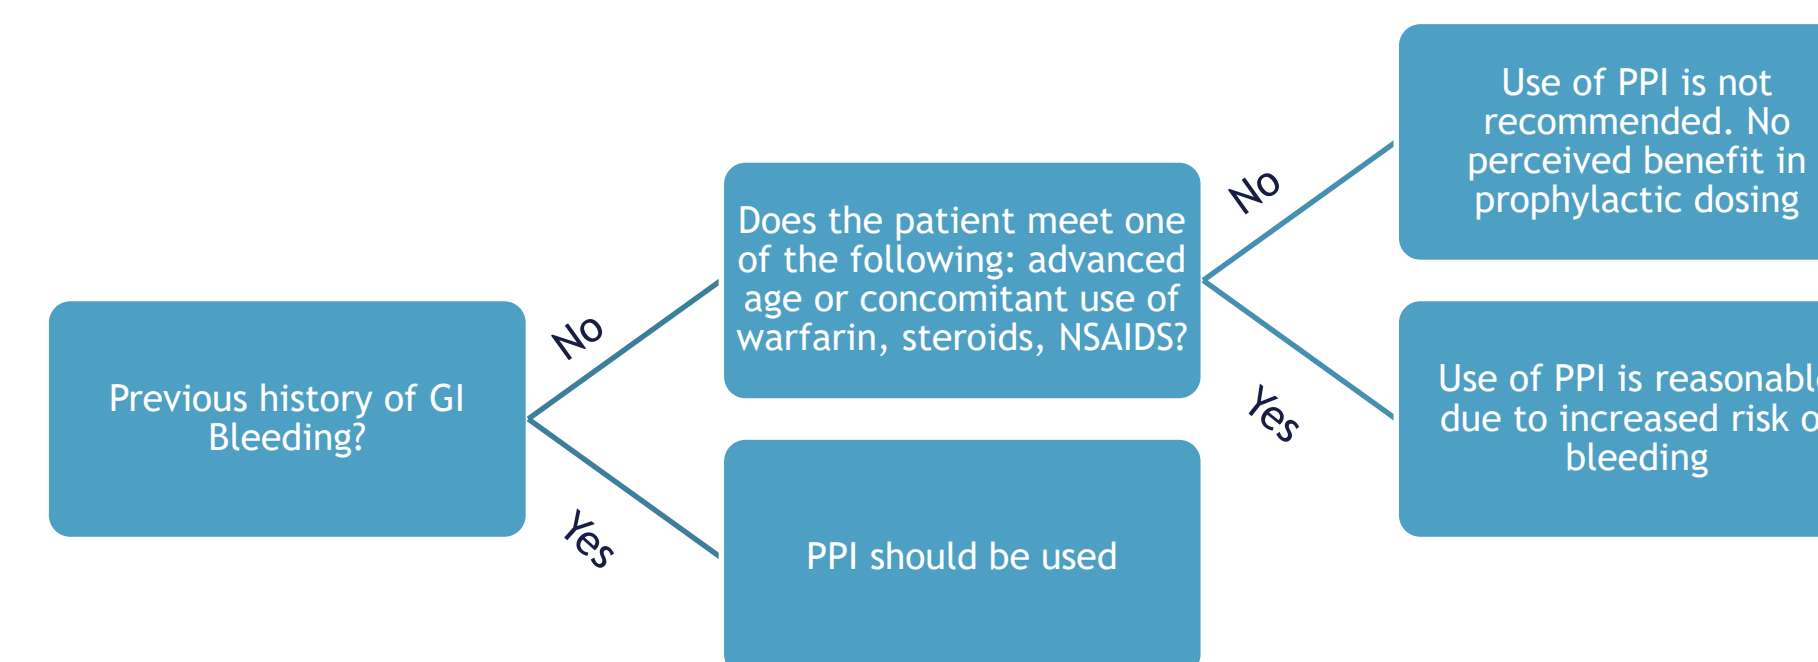 Previous history of GI
Bleeding?
No
Yes
Does the patient meet one
of the following: advanced
age or concomitant use of
warfarin, steroids, NSAIDS?
PPI should be used
No
Yes
Use of PPI is not
recommended. No
perceived benefit in
prophylactic dosing
Use of PPI is reasonable
due to increased risk
bleeding